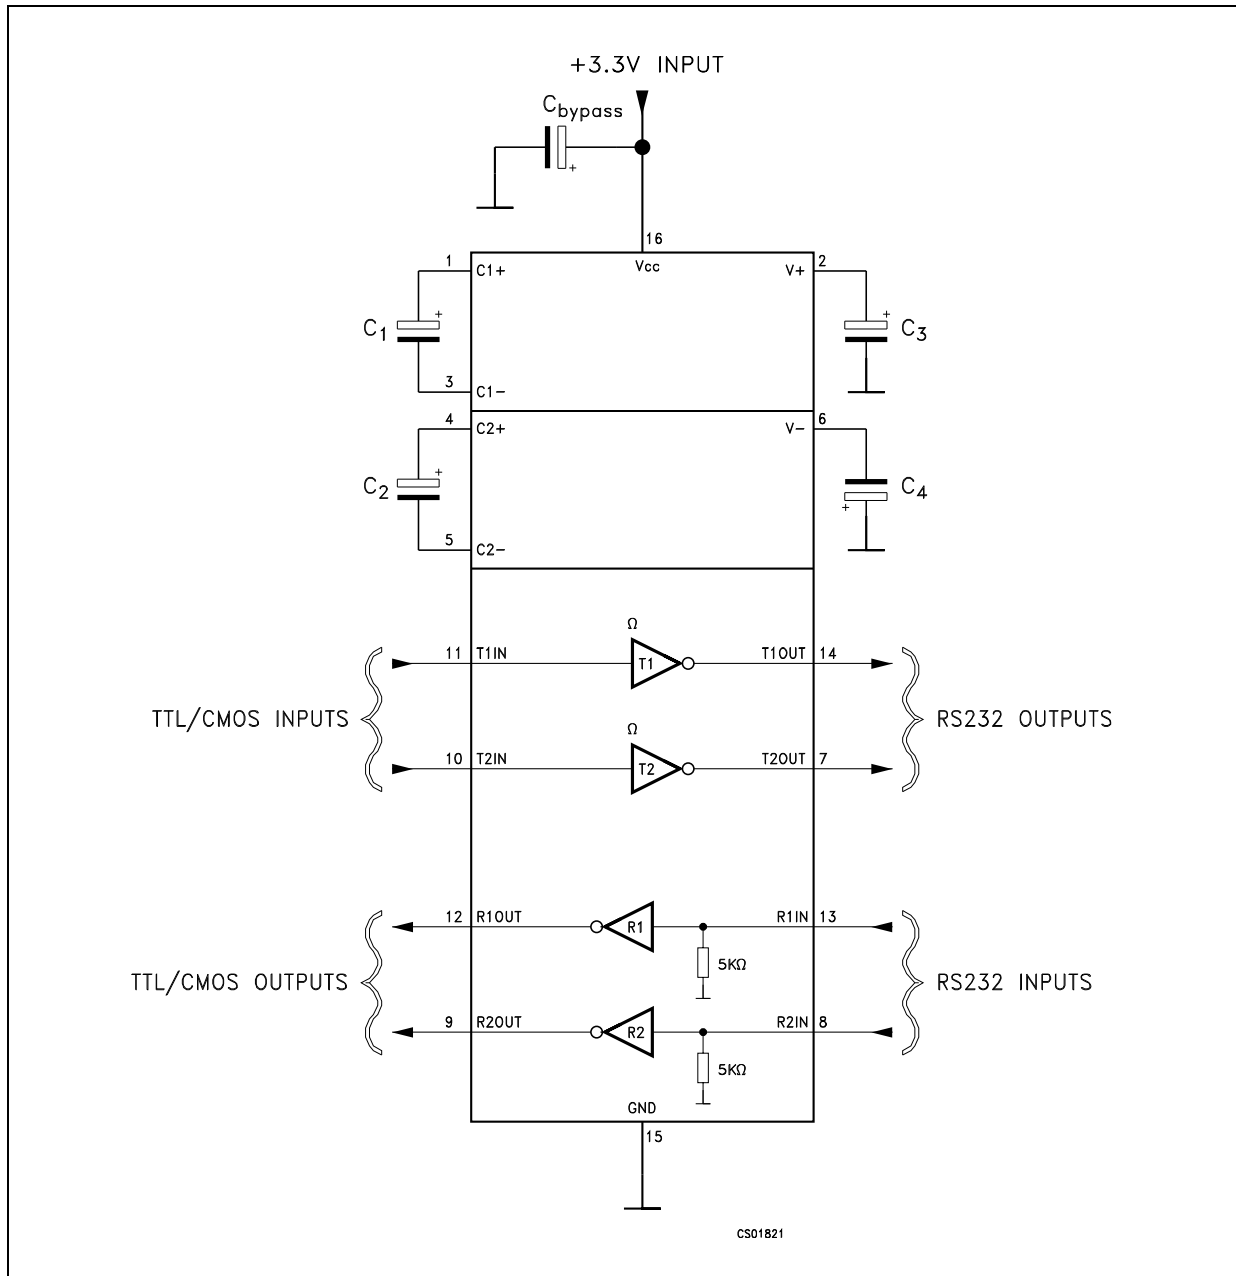 +3.3V INPUT
Cbypass
+
16
1
C1+
Vcc
V+
2
+
C1
+
C3
3
C1-
4
C2+
V-
6
+
C2
C4
+
5
C2-
Ω
11
T1IN
T1
T1OUT
14
TTL/CMOS INPUTS
RS232 OUTPUTS
Ω
10
T2IN
T2
T2OUT
7
12
R1OUT
R1
R1IN
13
5KΩ
TTL/CMOS OUTPUTS
RS232 INPUTS
9
R2OUT
R2
R2IN
8
5KΩ
GND
15
CS01821